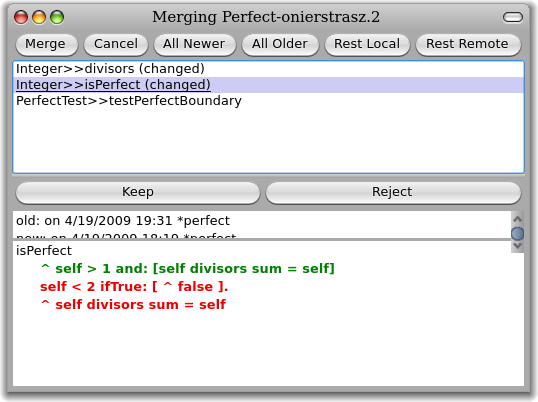 Merging Perfect-onierstrasz.2
Merge Cancel All Newer All Older Rest Local Rest Remote
Integer>>divisors (changed)
Integer>>isPerfect (changed)
PerfectTest>>testPerfectBoundary
Keep Reject
old: on 4/19/2009 19:31 *perfect
new: on 4/19/2009 18:19 *perfect
isPerfect
^ self > 1 and: [self divisors sum = self]
self < 2 ifTrue: [ ^ false ].
^ self divisors sum = self